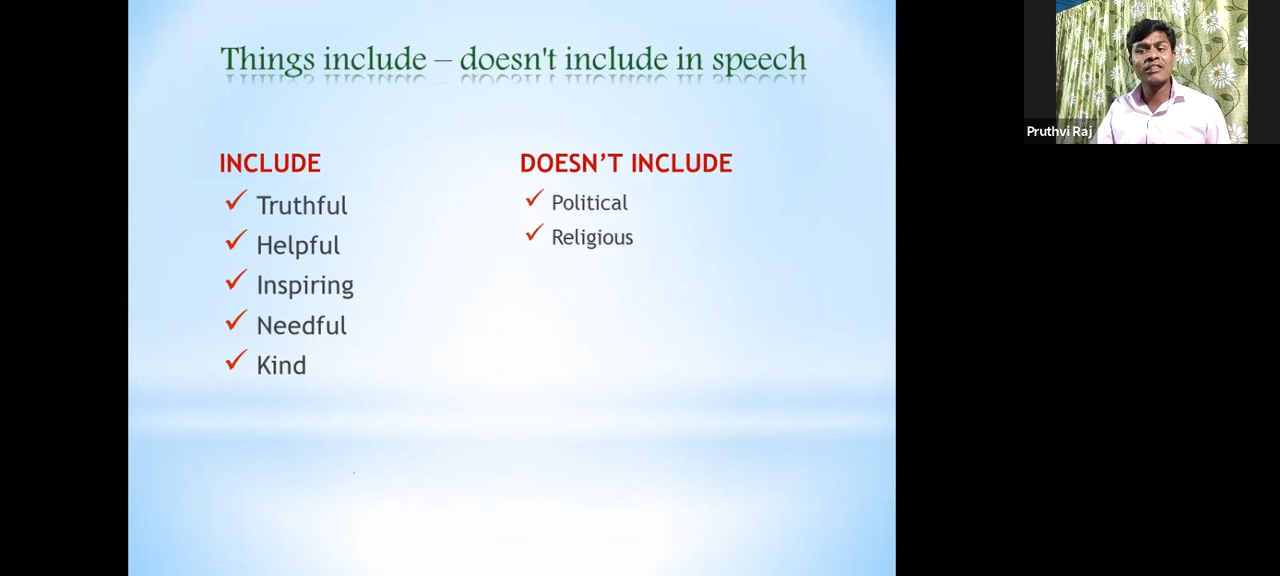 Things include – doesn't include in speech
INCLUDE
Truthful
Helpful
Inspiring
Needful
Kind
DOESN’T INCLUDE
Political
Religious
Pruthvi Raj